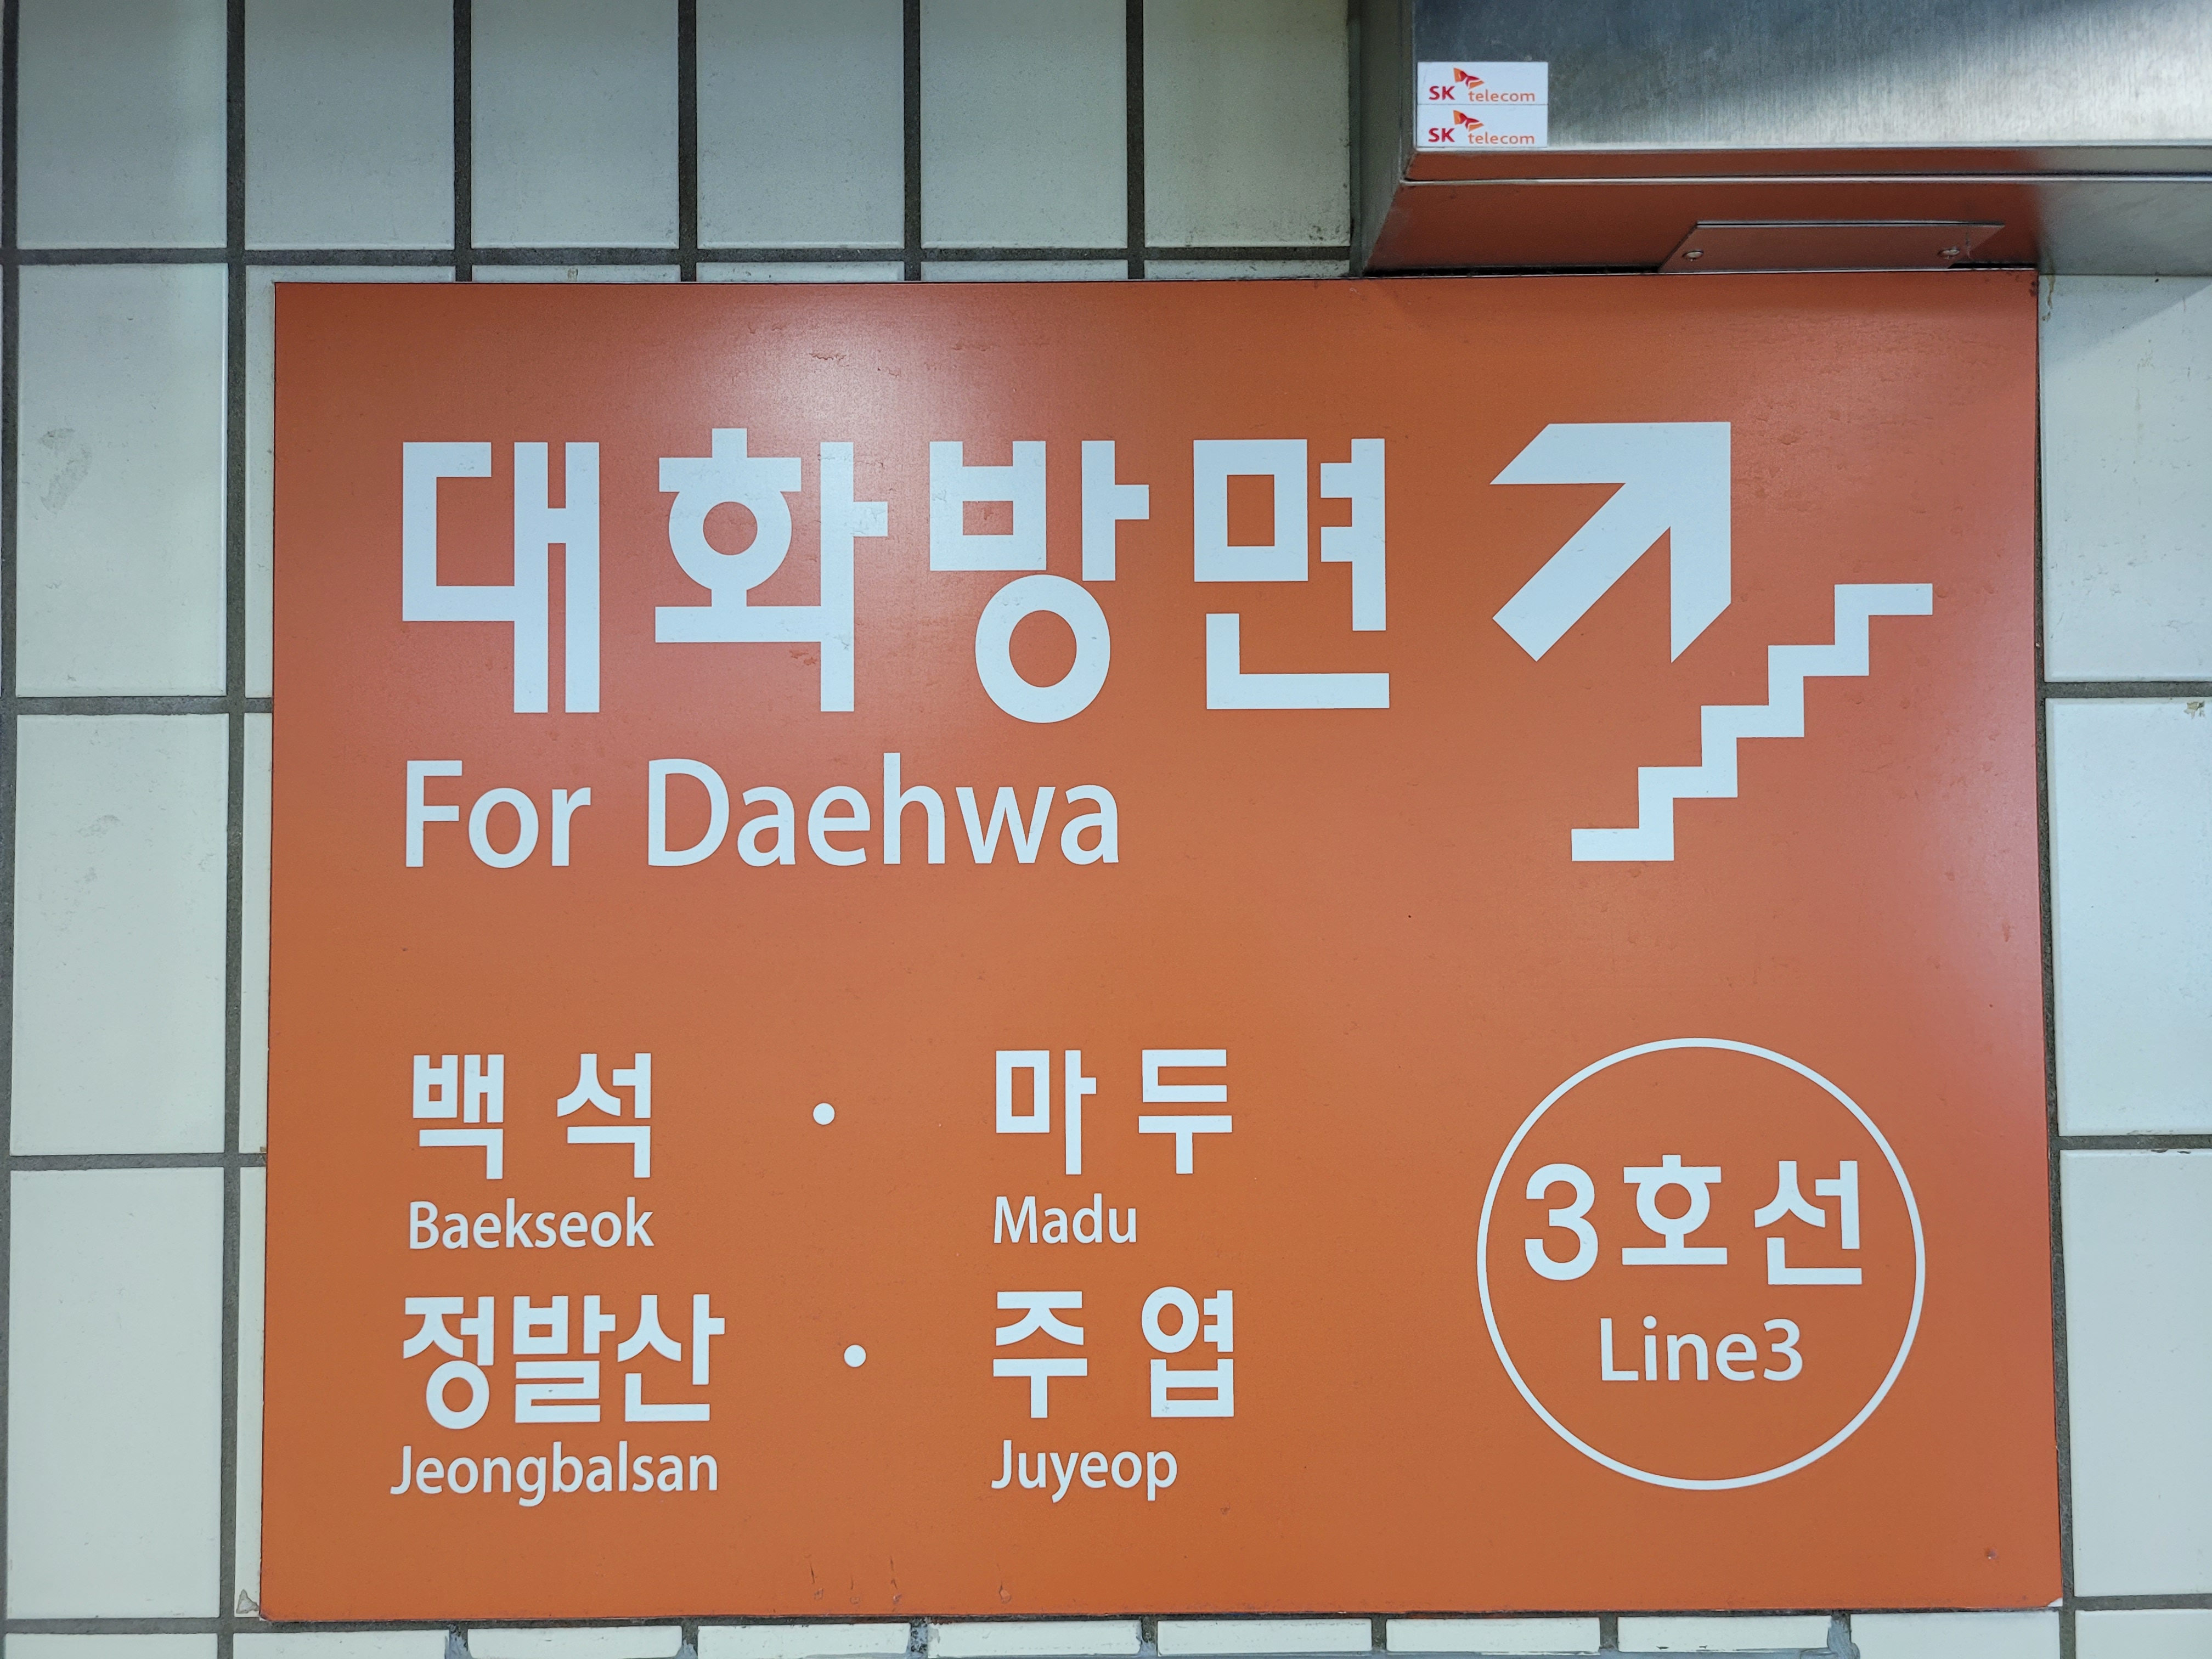 SK telecom
SK telecom
대화방면
For Daehwa
백석 · 마두
Baekseok Madu
정발산 · 주엽
Jeongbalsan Juyeop
3호선
Line3